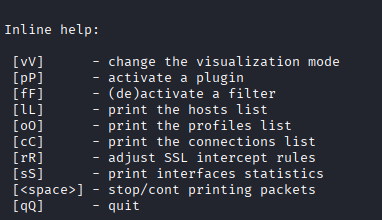 Inline help:
[vV] - change the visualization mode
[pP] - activate a plugin
[fF] - (de)activate a filter
[lL] - print the hosts list
[oO] - print the profiles list
[cC] - print the connections list
[rR] - adjust SSL intercept rules
[sS] - print interfaces statistics
[<space>] - stop/cont printing packets
[qQ] - quit